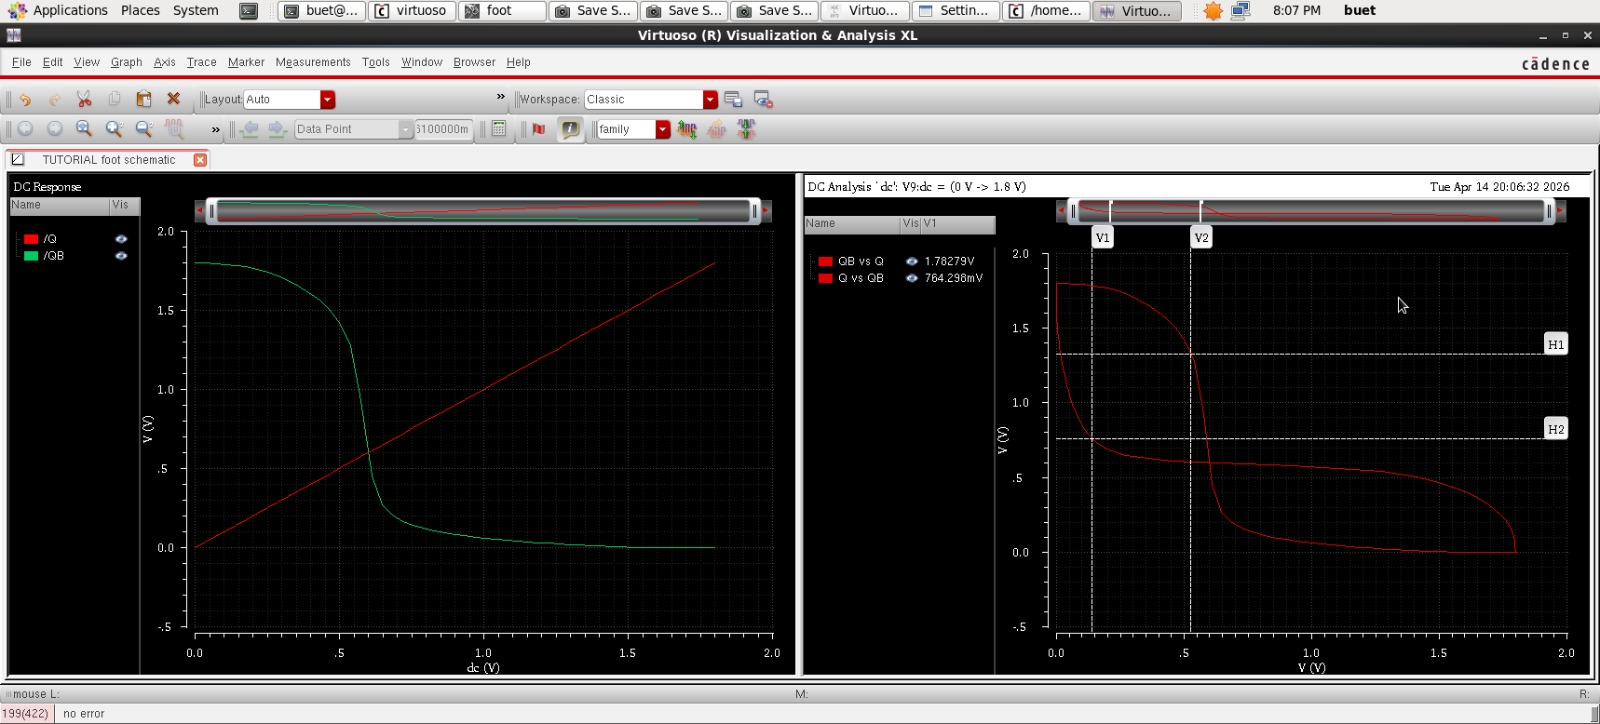 Applications Places System buet@... virtuoso foot Save S... Save S... Save S... Virtuo... Settin... /home... Virtuo... 8:07 PM buet
Virtuoso (R) Visualization & Analysis XL
File Edit View Graph Axis Trace Marker Measurements Tools Window Browser Help
cādence
Layout: Auto » Workspace: Classic
» Data Point 3100000m family
TUTORIAL foot schematic
DC Response
Name Vis
/Q
/QB
2.0
1.5
1.0
.5
0.0
-.5
V (V)
0.0 .5 1.0 1.5 2.0
dc (V)
DC Analysis `dc': V9:dc = (0 V -> 1.8 V) Tue Apr 14 20:06:32 2026
Name Vis V1
QB vs Q 1.78279V
Q vs QB 764.298mV
V1 V2
H1
H2
2.0
1.5
1.0
.5
0.0
-.5
V (V)
0.0 .5 1.0 1.5 2.0
V (V)
mouse L: M: R:
199(422) no error